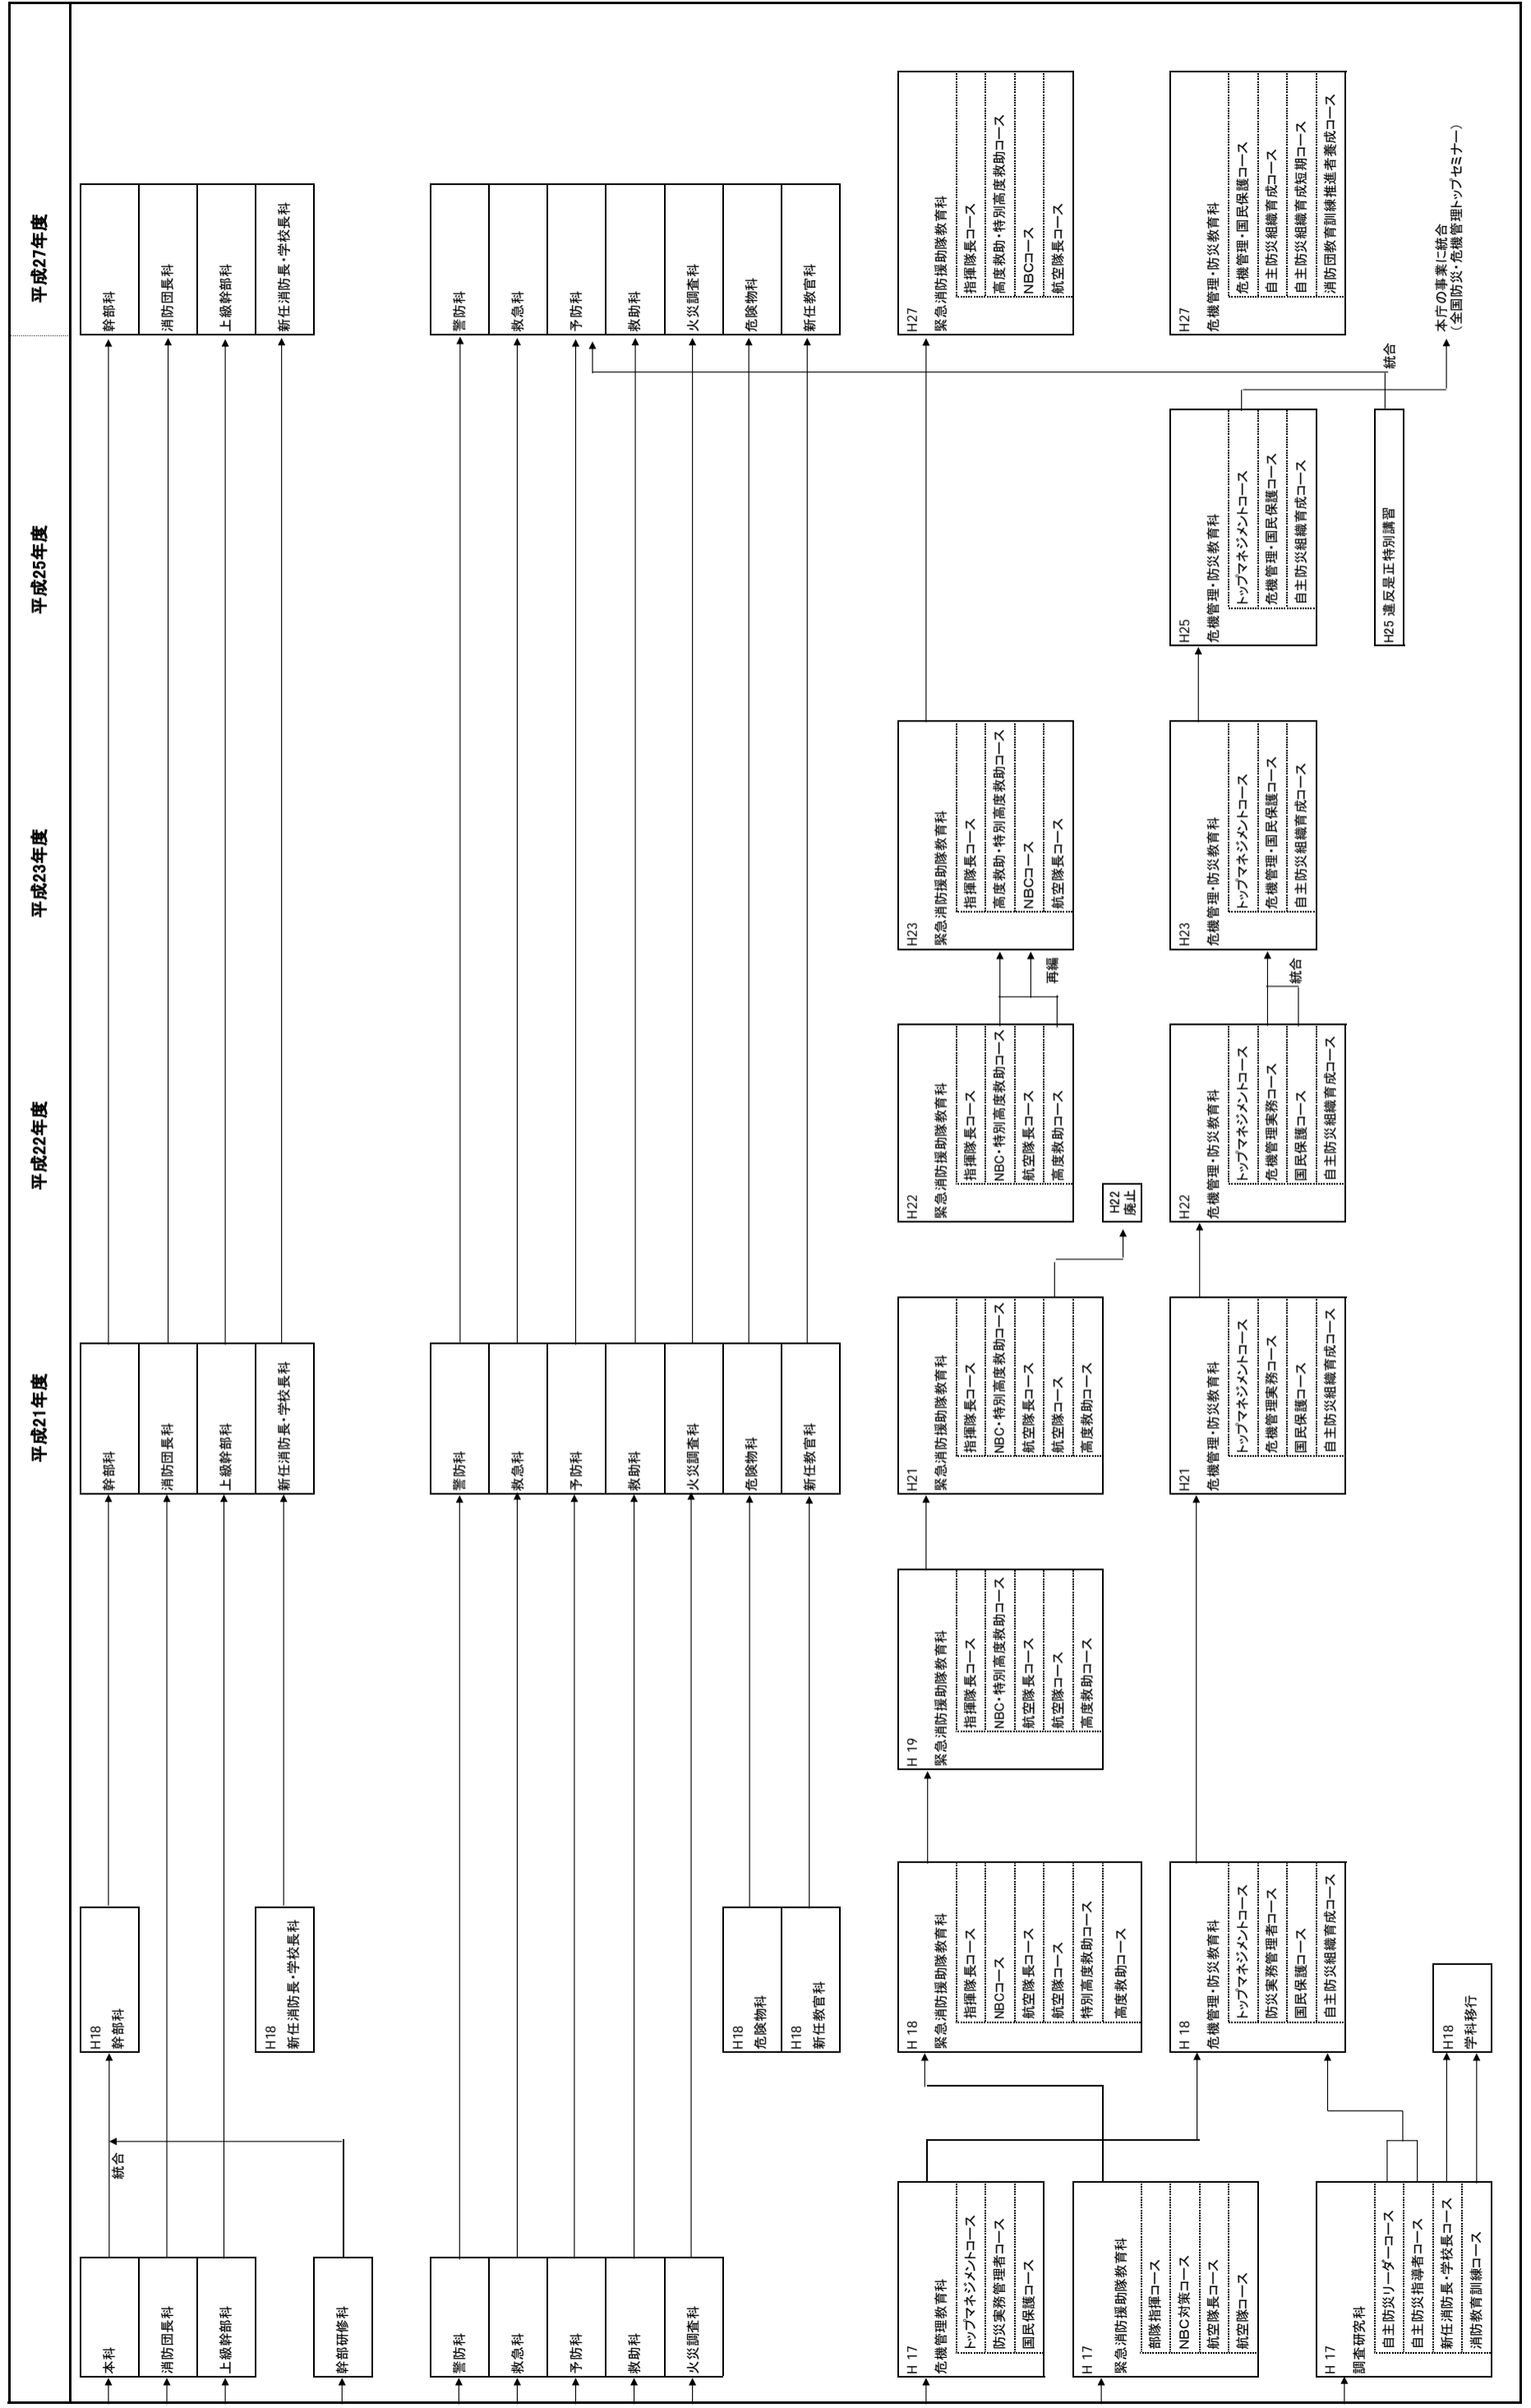 平成21年度
平成22年度
平成23年度
平成25年度
平成27年度
本科
消防団長科
上級幹部科
幹部研修科
統合
H18
幹部科
H18
新任消防長・学校長科
幹部科
消防団長科
上級幹部科
新任消防長・学校長科
幹部科
消防団長科
上級幹部科
新任消防長・学校長科
警防科
救急科
予防科
救助科
火災調査科
H18
危険物科
H18
新任教官科
警防科
救急科
予防科
救助科
火災調査科
危険物科
新任教官科
警防科
救急科
予防科
救助科
火災調査科
危険物科
新任教官科
H 17
危機管理教育科
トップマネジメントコース
防災実務管理者コース
国民保護コース
H 17
緊急消防援助隊教育科
部隊指揮コース
NBC対策コース
航空隊長コース
航空隊コース
H 17
調査研究科
自主防災リーダーコース
自主防災指導者コース
新任消防長・学校長コース
消防教育訓練コース
H 18
緊急消防援助隊教育科
指揮隊長コース
NBCコース
航空隊長コース
航空隊コース
特別高度救助コース
高度救助コース
H 18
危機管理・防災教育科
トップマネジメントコース
防災実務管理者コース
国民保護コース
自主防災組織育成コース
H18
学科移行
H 19
緊急消防援助隊教育科
指揮隊長コース
NBC・特別高度救助コース
航空隊長コース
航空隊コース
高度救助コース
H21
緊急消防援助隊教育科
指揮隊長コース
NBC・特別高度救助コース
航空隊長コース
航空隊コース
高度救助コース
H21
危機管理・防災教育科
トップマネジメントコース
危機管理実務コース
国民保護コース
自主防災組織育成コース
H22
緊急消防援助隊教育科
指揮隊長コース
NBC・特別高度救助コース
航空隊長コース
高度救助コース
H22
廃止
H22
危機管理・防災教育科
トップマネジメントコース
危機管理実務コース
国民保護コース
自主防災組織育成コース
再編
統合
H23
緊急消防援助隊教育科
指揮隊長コース
高度救助・特別高度救助コース
NBCコース
航空隊長コース
H23
危機管理・防災教育科
トップマネジメントコース
危機管理・国民保護コース
自主防災組織育成コース
H25
危機管理・防災教育科
トップマネジメントコース
危機管理・国民保護コース
自主防災組織育成コース
H25 違反是正特別講習
統合
H27
緊急消防援助隊教育科
指揮隊長コース
高度救助・特別高度救助コース
NBCコース
航空隊長コース
H27
危機管理・防災教育科
危機管理・国民保護コース
自主防災組織育成コース
自主防災組織育成短期コース
消防団教育訓練推進者養成コース
本庁の事業に統合
（全国防災・危機管理トップセミナー）